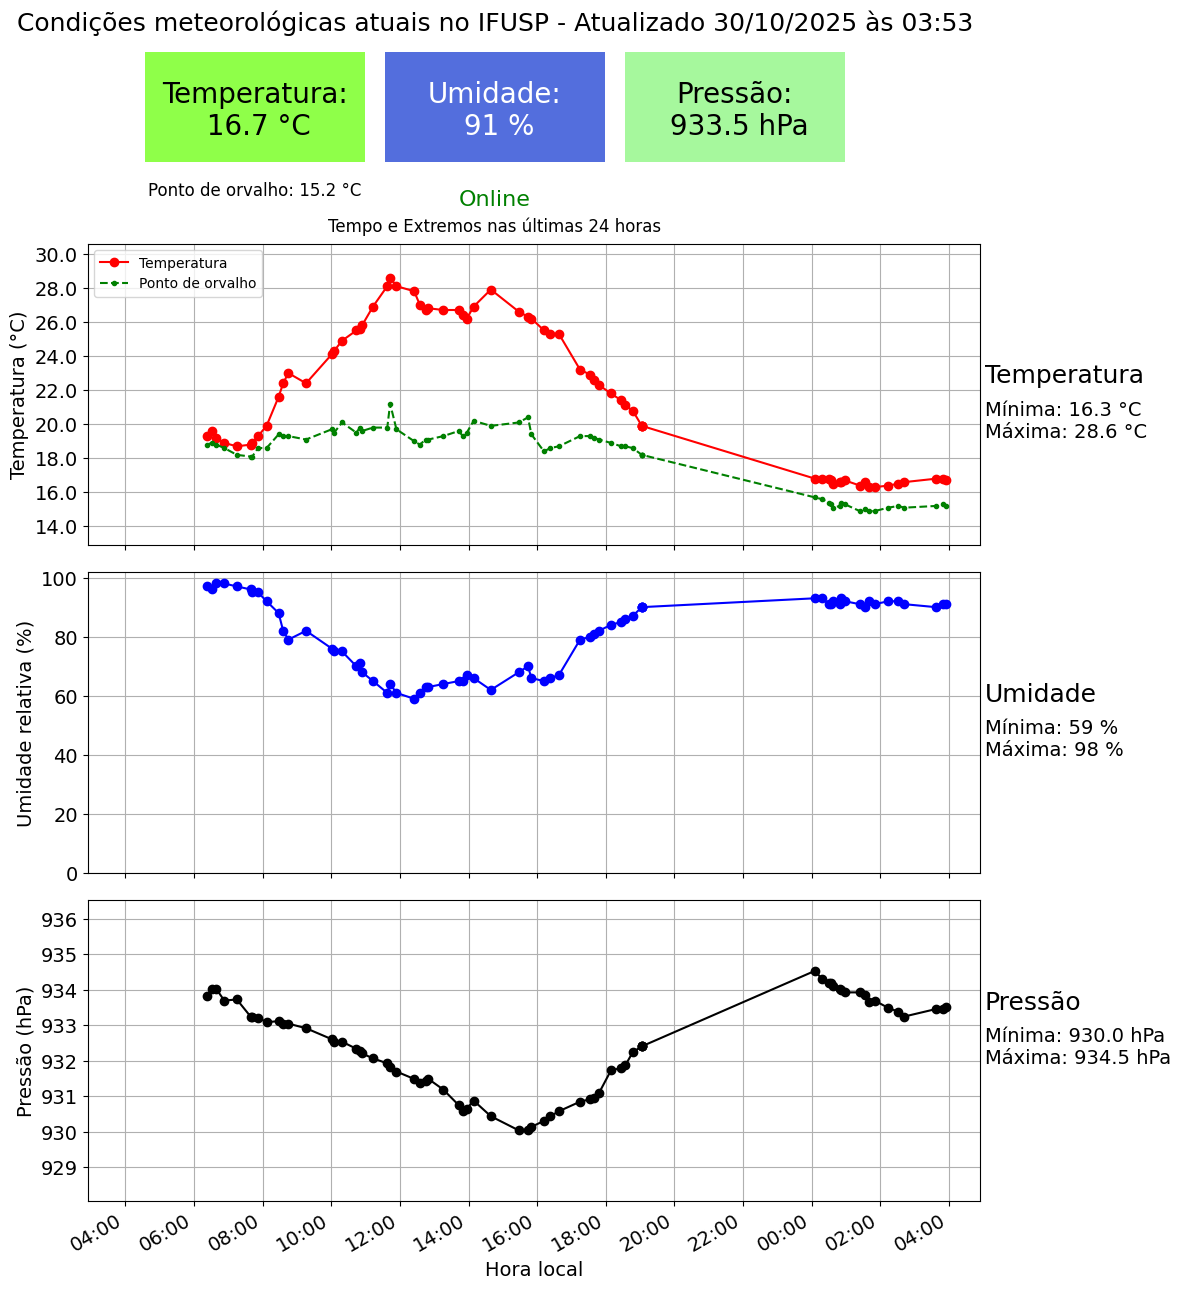 Condições meteorológicas atuais no IFUSP - Atualizado 30/10/2025 às 03:53
Temperatura:
16.7 °C
Umidade:
91 %
Pressão:
933.5 hPa
Ponto de orvalho: 15.2 °C
Online
Tempo e Extremos nas últimas 24 horas
Temperatura (°C)
30.0
28.0
26.0
24.0
22.0
20.0
18.0
16.0
14.0
Temperatura
Ponto de orvalho
Temperatura
Mínima: 16.3 °C
Máxima: 28.6 °C
Umidade relativa (%)
100
80
60
40
20
0
Umidade
Mínima: 59 %
Máxima: 98 %
Pressão (hPa)
936
935
934
933
932
931
930
929
Pressão
Mínima: 930.0 hPa
Máxima: 934.5 hPa
04:00 06:00 08:00 10:00 12:00 14:00 16:00 18:00 20:00 22:00 00:00 02:00 04:00
Hora local